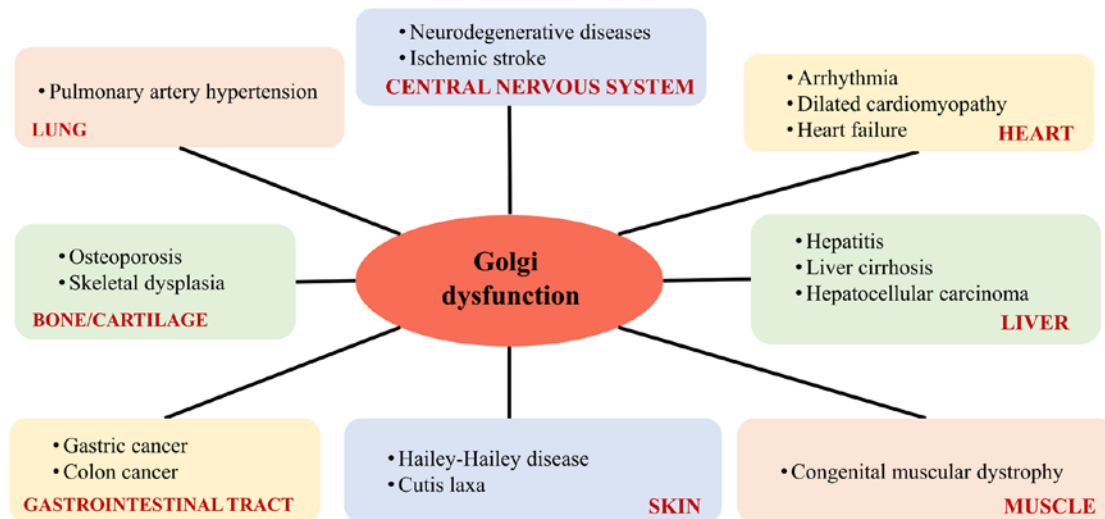 • Neurodegenerative diseases
• Ischemic stroke
CENTRAL NERVOUS SYSTEM
• Pulmonary artery hypertension
LUNG
• Arrhythmia
• Dilated cardiomyopathy
• Heart failure
HEART
• Osteoporosis
• Skeletal dysplasia
BONE/CARTILAGE
Golgi
dysfunction
• Hepatitis
• Liver cirrhosis
• Hepatocellular carcinoma
LIVER
• Gastric cancer
• Colon cancer
GASTROINTESTINAL TRACT
• Hailey-Hailey disease
• Cutis laxa
SKIN
• Congenital muscular dystrophy
MUSCLE